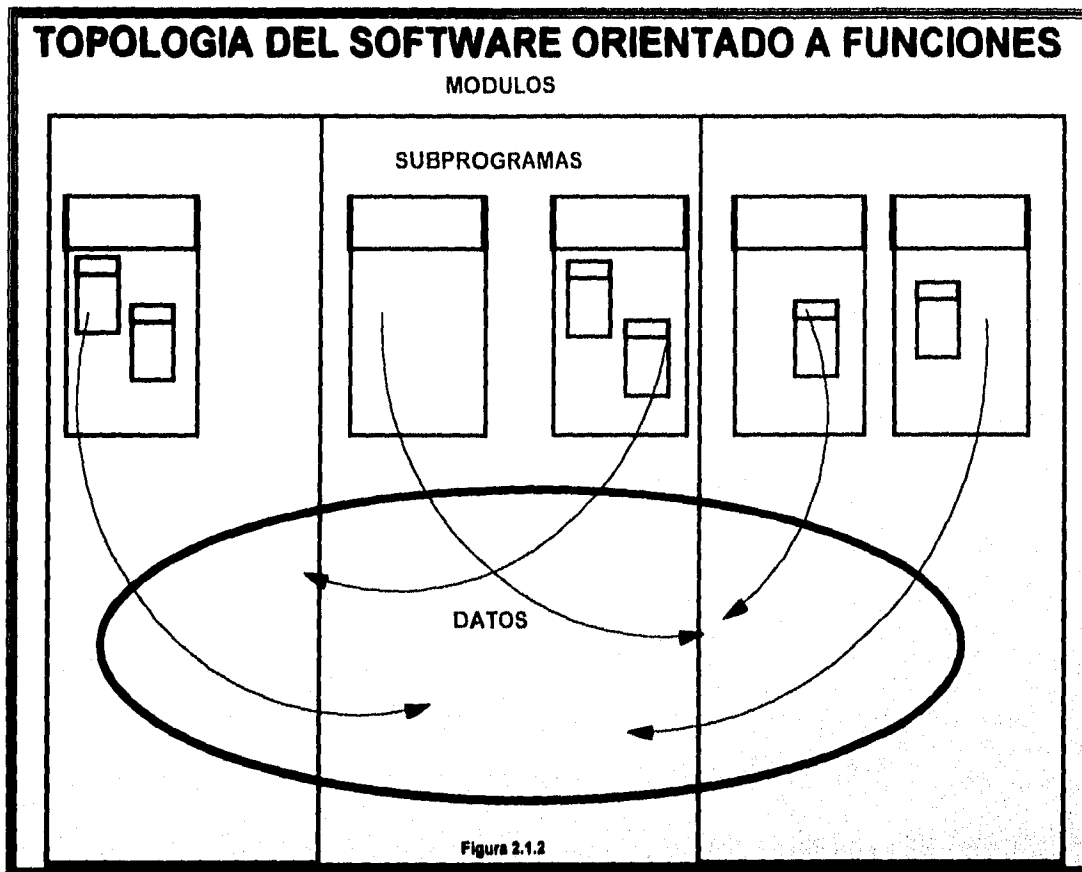 TOPOLOGIA DEL SOFTWARE ORIENTADO A FUNCIONES
MODULOS
SUBPROGRAMAS
DATOS
Figura 2.1.2